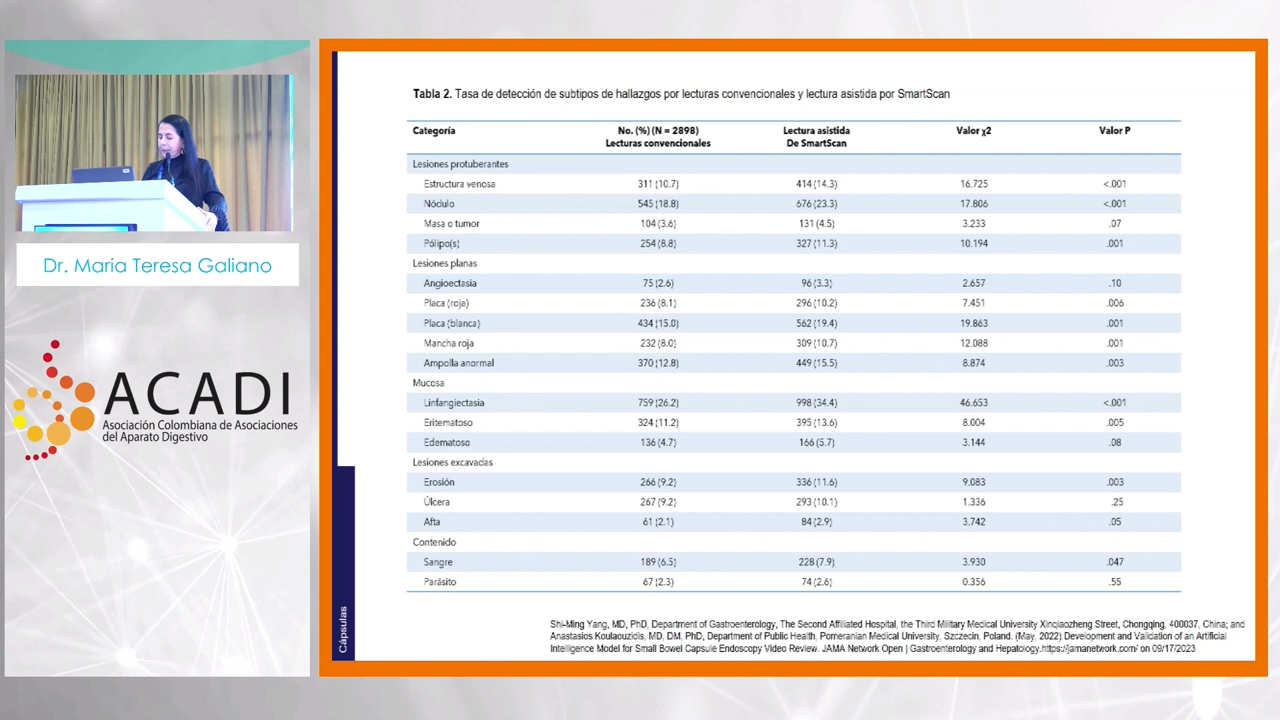 Dr. Maria Teresa Galiano
ACADI
Asociación Colombiana de Asociaciones
del Aparato Digestivo
Cápsulas
Tabla 2. Tasa de detección de subtipos de hallazgos por lecturas convencionales y lectura asistida por SmartScan
Categoría No. (%) (N = 2898) Lecturas convencionales Lectura asistida De SmartScan Valor χ2 Valor P
Lesiones protuberantes
Estructura venosa 311 (10.7) 414 (14.3) 16.725 <.001
Nódulo 545 (18.8) 676 (23.3) 17.806 <.001
Masa o tumor 104 (3.6) 131 (4.5) 3.233 .07
Pólipo(s) 254 (8.8) 327 (11.3) 10.194 .001
Lesiones planas
Angioectasia 75 (2.6) 96 (3.3) 2.657 .10
Placa (roja) 236 (8.1) 296 (10.2) 7.451 .006
Placa (blanca) 434 (15.0) 562 (19.4) 19.863 .001
Mancha roja 232 (8.0) 309 (10.7) 12.088 .001
Ampolla anormal 370 (12.8) 449 (15.5) 8.874 .003
Mucosa
Linfangiectasia 759 (26.2) 998 (34.4) 46.653 <.001
Eritematoso 324 (11.2) 395 (13.6) 8.004 .005
Edematoso 136 (4.7) 166 (5.7) 3.144 .08
Lesiones excavadas
Erosión 266 (9.2) 336 (11.6) 9.083 .003
Úlcera 267 (9.2) 293 (10.1) 1.336 .25
Afta 61 (2.1) 84 (2.9) 3.742 .05
Contenido
Sangre 189 (6.5) 228 (7.9) 3.930 .047
Parásito 67 (2.3) 74 (2.6) 0.356 .55
Shi-Ming Yang, MD, PhD, Department of Gastroenterology, The Second Affiliated Hospital, the Third Military Medical University Xinqiaozheng Street, Chongqing, 400037, China; and
Anastasios Koulaouzidis, MD, DM, PhD, Department of Public Health, Pomeranian Medical University, Szczecin, Poland. (May, 2022) Development and Validation of an Artificial
Intelligence Model for Small Bowel Capsule Endoscopy Video Review. JAMA Network Open | Gastroenterology and Hepatology.https://jamanetwork.com/ on 09/17/2023